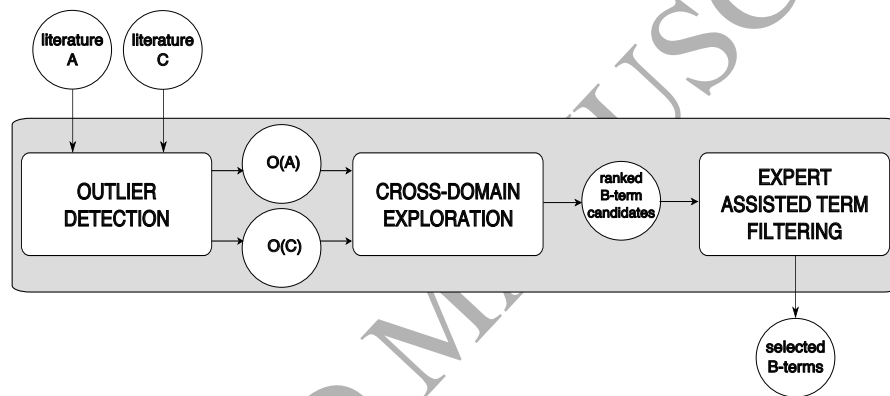 literature
A
literature
C
OUTLIER
DETECTION
O(A)
O(C)
CROSS-DOMAIN
EXPLORATION
ranked
B-term
candidates
EXPERT
ASSISTED TERM
FILTERING
selected
B-terms